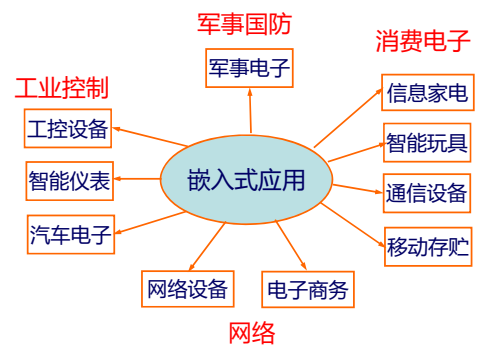 军事国防
军事电子
消费电子
信息家电
智能玩具
通信设备
移动存贮
工业控制
工控设备
智能仪表
汽车电子
嵌入式应用
网络设备
电子商务
网络